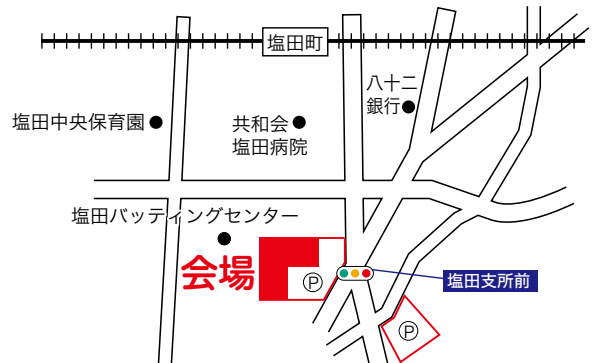 塩田町
八十二
銀行
塩田中央保育園
共和会
塩田病院
塩田バッティングセンター
会場
P
塩田支所前
P